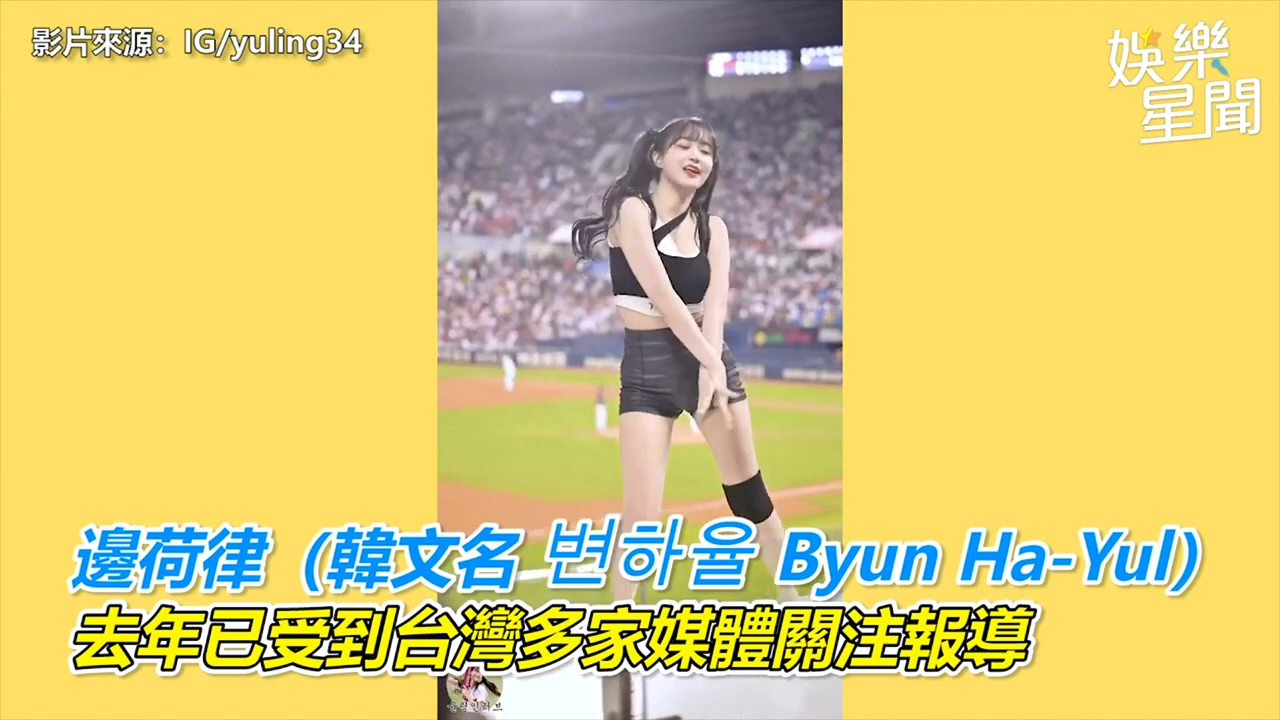 影片來源：IG/yuling34
娛樂
星聞
邊荷律（韓文名 변하율 Byun Ha-Yul）
去年已受到台灣多家媒體關注報導